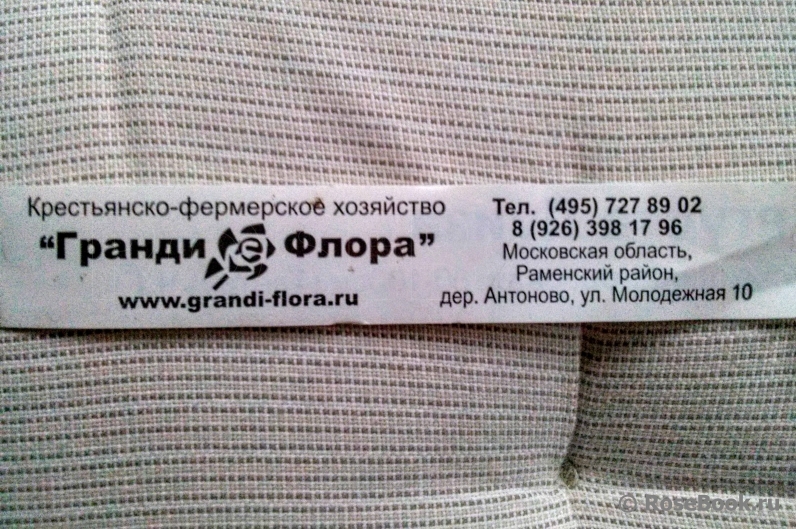 Крестьянско-фермерское хозяйство
“Гранди е Флора”
www.grandi-flora.ru
Тел. (495) 727 89 02
8 (926) 398 17 96
Московская область,
Раменский район,
дер. Антоново, ул. Молодежная 10
© RoseBook.ru